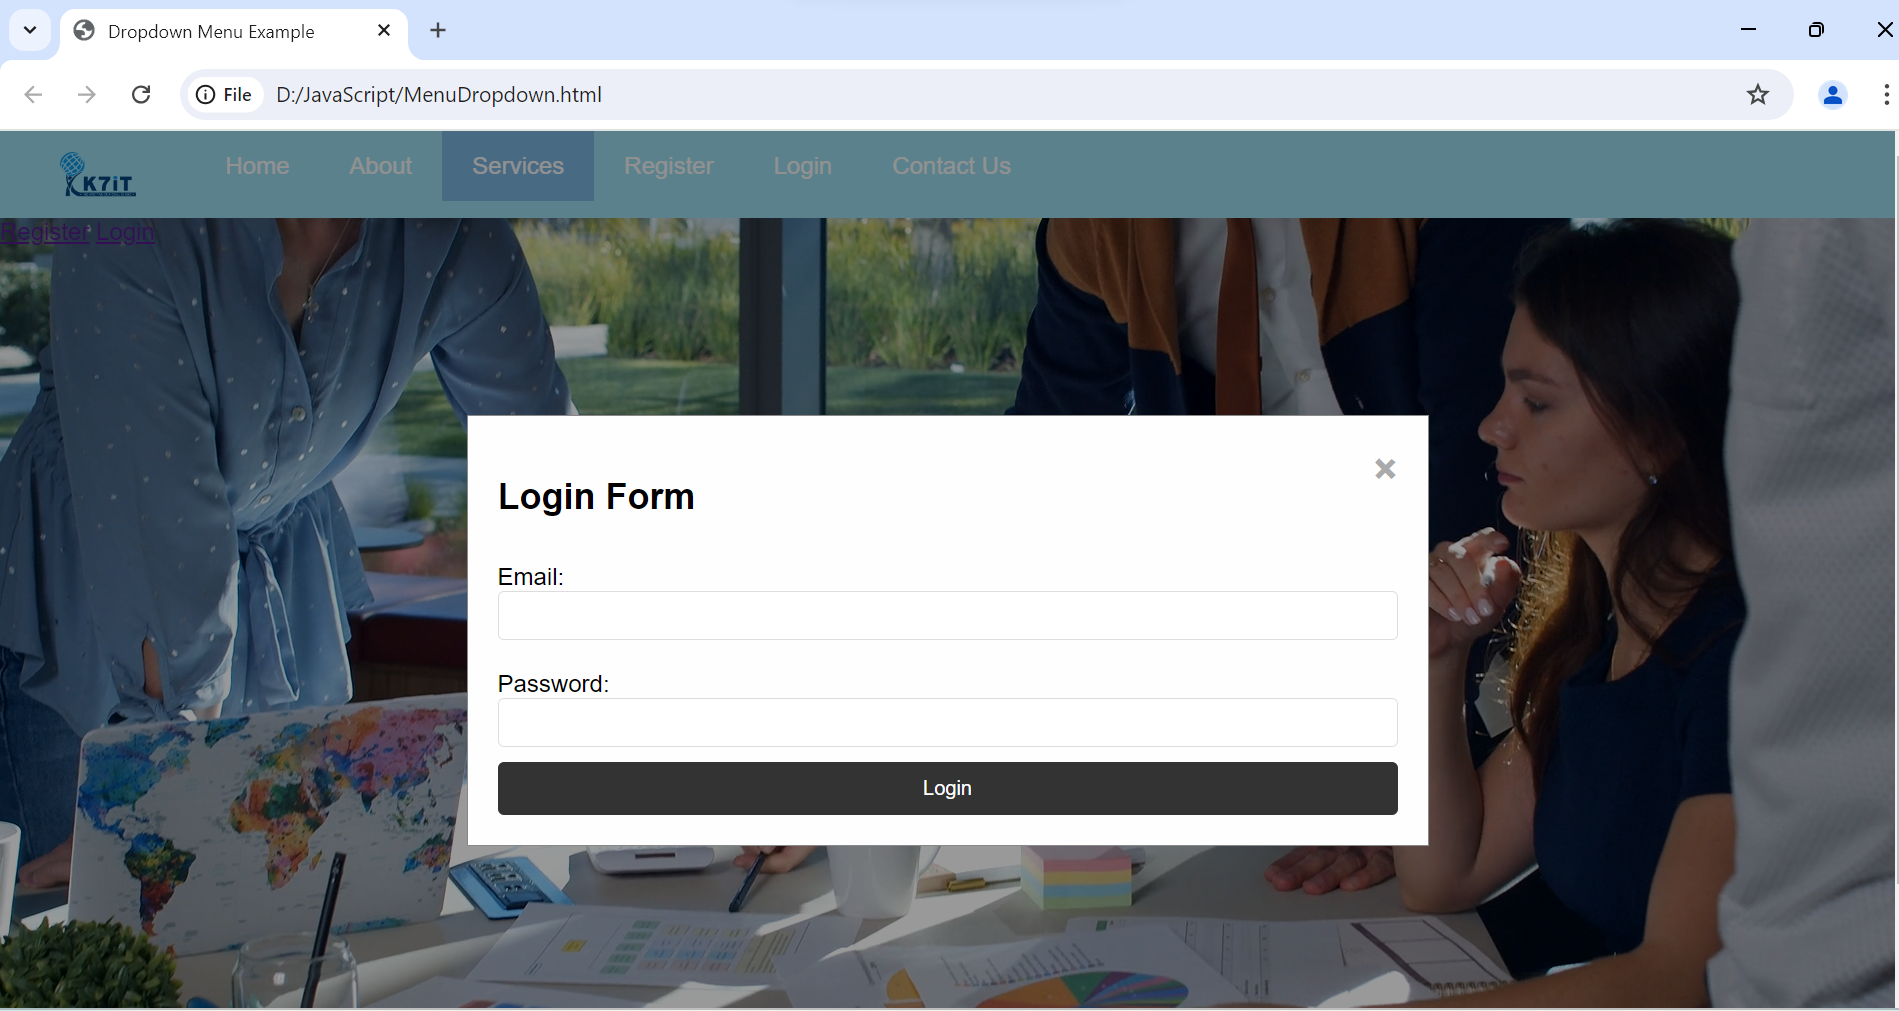 Dropdown Menu Example
File D:/JavaScript/MenuDropdown.html
K7iT Home About Services Register Login Contact Us
Register Login
Login Form
Email:
Password:
Login